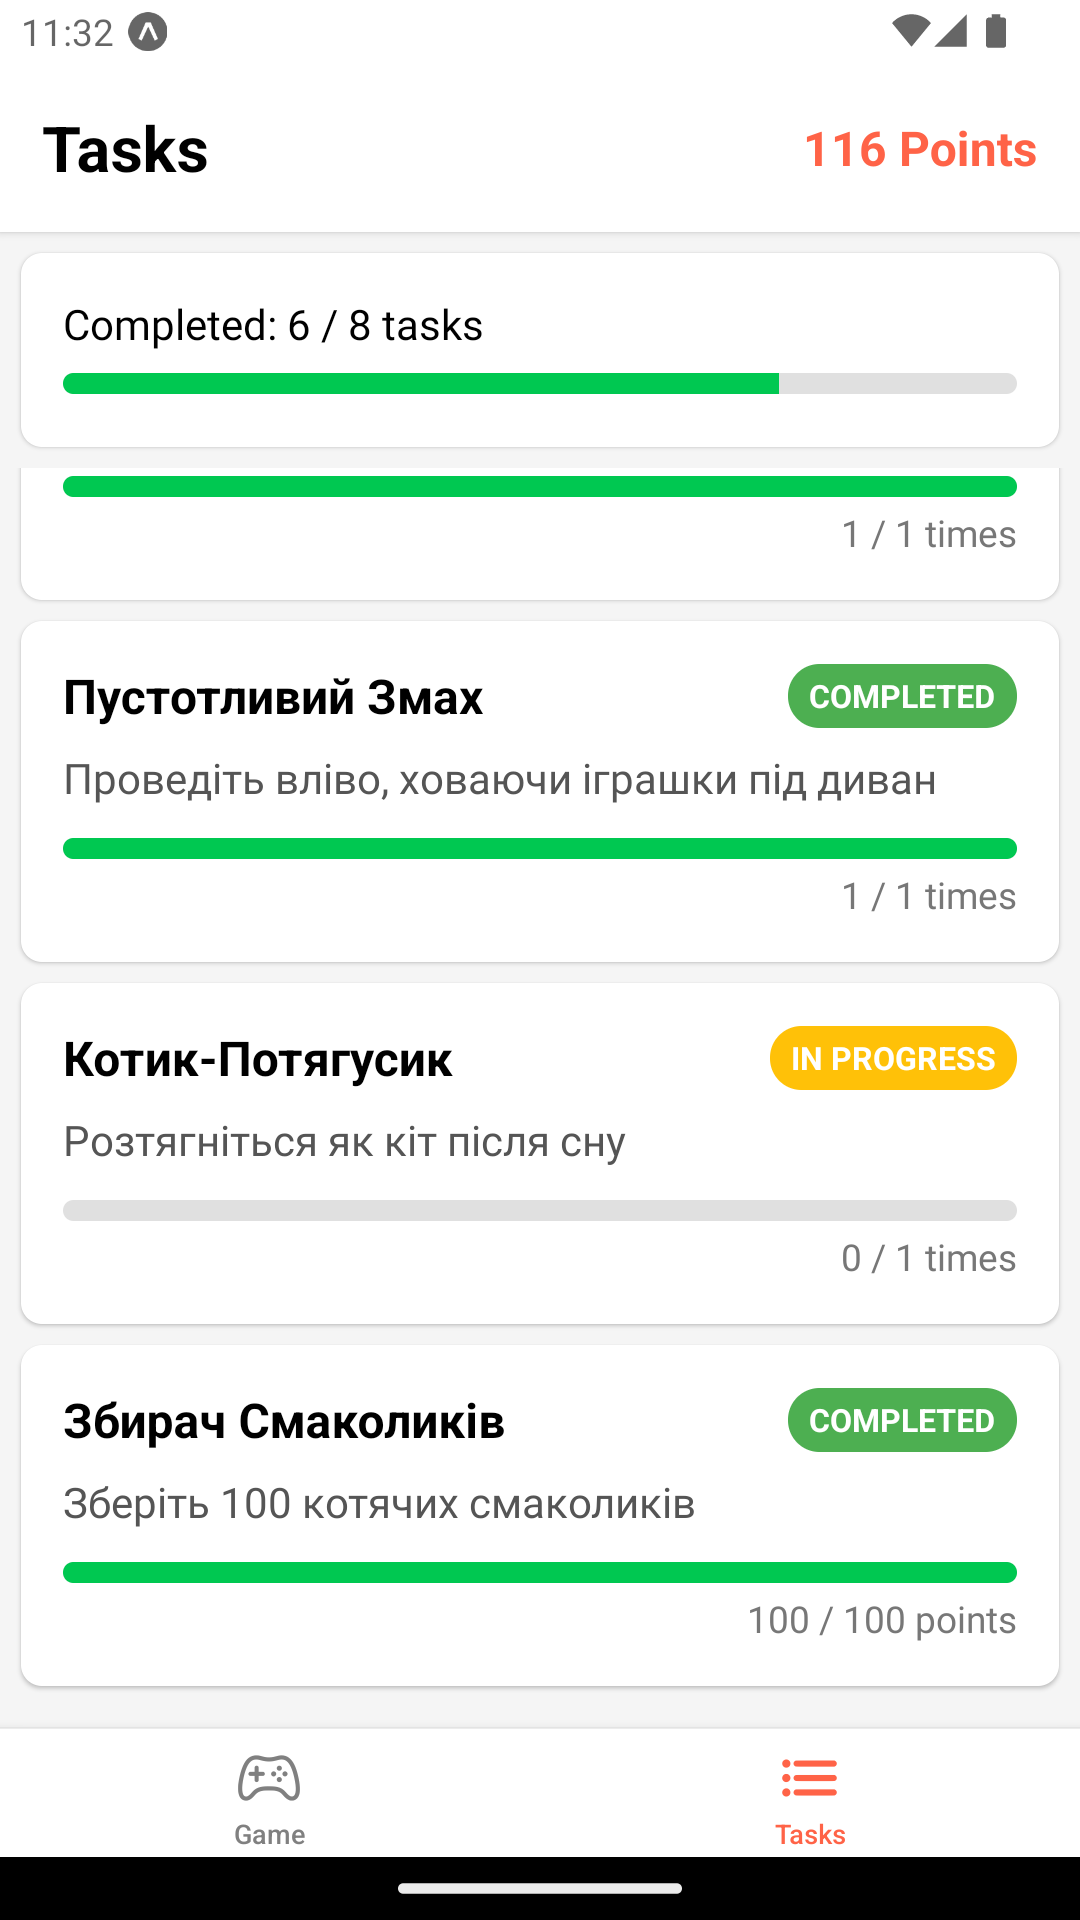 11:32
Tasks
116 Points
Completed: 6 / 8 tasks
1 / 1 times
Пустотливий Змах
COMPLETED
Проведіть вліво, ховаючи іграшки під диван
1 / 1 times
Котик-Потягусик
IN PROGRESS
Розтягніться як кіт після сну
0 / 1 times
Збирач Смаколиків
COMPLETED
Зберіть 100 котячих смаколиків
100 / 100 points
Game
Tasks